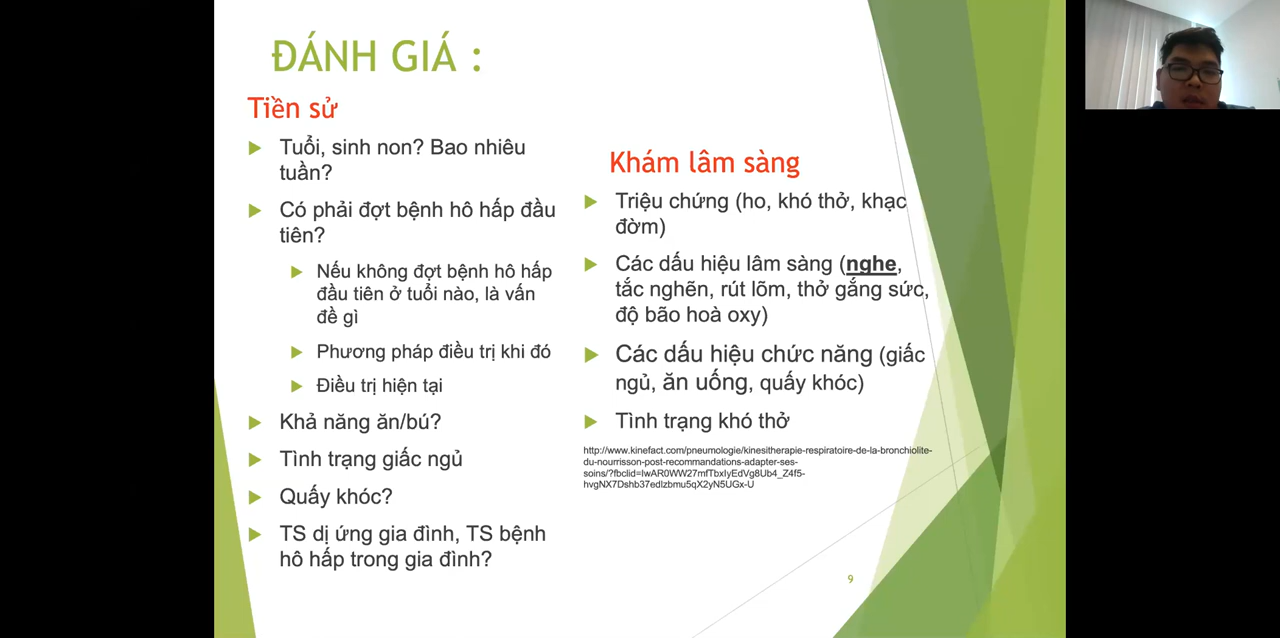 ĐÁNH GIÁ :
Tiền sử
Tuổi, sinh non? Bao nhiêu
tuần?
Có phải đợt bệnh hô hấp đầu
tiên?
Nếu không đợt bệnh hô hấp
đầu tiên ở tuổi nào, là vấn
đề gì
Phương pháp điều trị khi đó
Điều trị hiện tại
Khả năng ăn/bú?
Tình trạng giấc ngủ
Quấy khóc?
TS dị ứng gia đình, TS bệnh
hô hấp trong gia đình?
Khám lâm sàng
Triệu chứng (ho, khó thở, khạc
đờm)
Các dấu hiệu lâm sàng (nghe,
tắc nghẽn, rút lõm, thở gắng sức,
độ bão hoà oxy)
Các dấu hiệu chức năng (giấc
ngủ, ăn uống, quấy khóc)
Tình trạng khó thở
http://www.kinefact.com/pneumologie/kinesitherapie-respiratoire-de-la-bronchiolite-
du-nourrisson-post-recommandations-adapter-ses-
soins/?fbclid=IwAR0WW27mfTbxIyEdVg8Ub4_Z4f5-
hvgNX7Dshb37edlzbmu5qX2yN5UGx-U
9